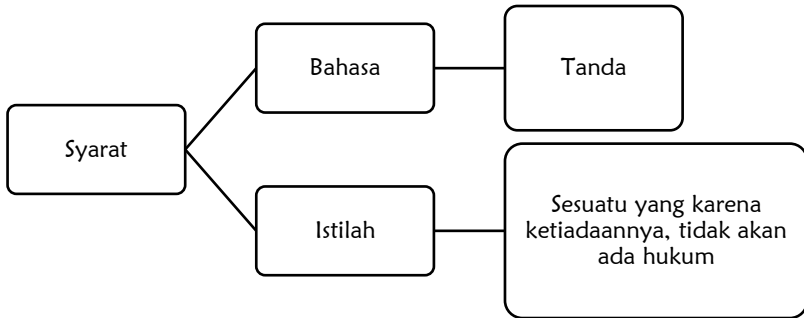 Syarat
Bahasa
Tanda
Istilah
Sesuatu yang karena
ketiadaannya, tidak akan
ada hukum